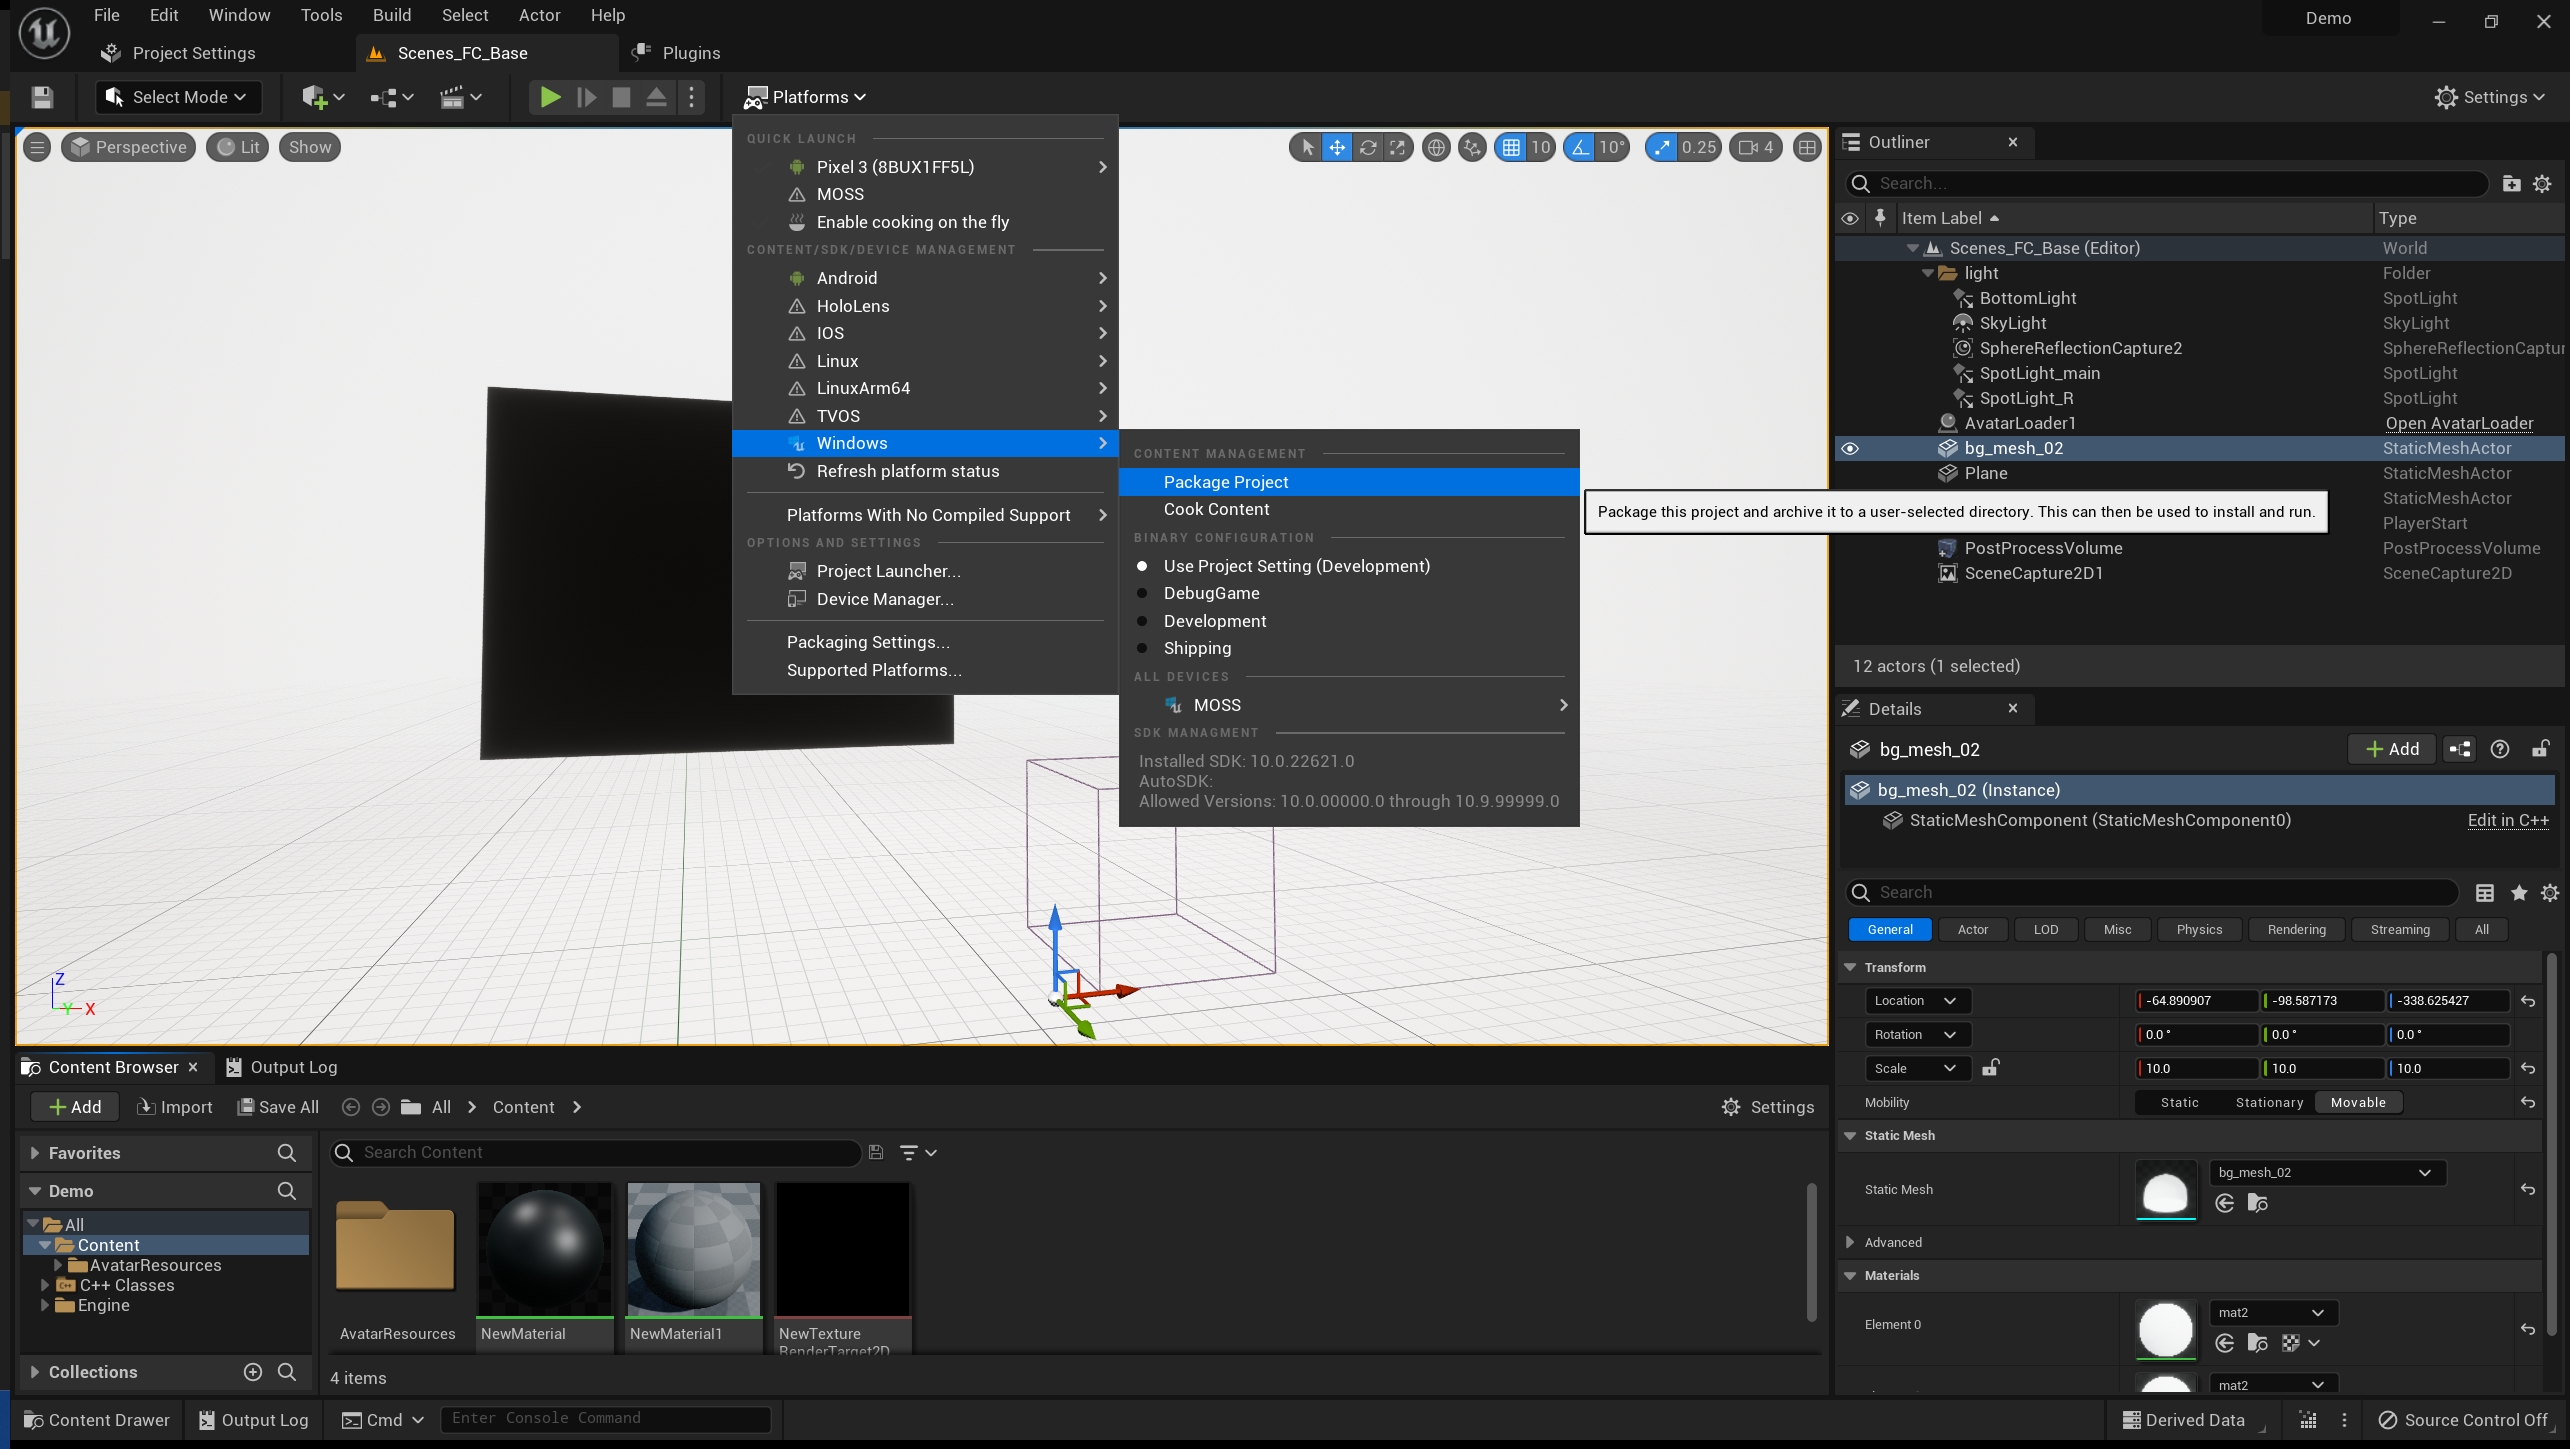 File Edit Window Tools Build Select Actor Help
Demo
Project Settings
Scenes_FC_Base
Plugins
Select Mode
Platforms
Settings
Perspective
Lit
Show
10
10°
0.25
4
QUICK LAUNCH
Pixel 3 (8BUX1FF5L)
MOSS
Enable cooking on the fly
CONTENT/SDK/DEVICE MANAGEMENT
Android
HoloLens
IOS
Linux
LinuxArm64
TVOS
Windows
Refresh platform status
Platforms With No Compiled Support
OPTIONS AND SETTINGS
Project Launcher...
Device Manager...
Packaging Settings...
Supported Platforms...
CONTENT MANAGEMENT
Package Project
Cook Content
BINARY CONFIGURATION
Use Project Setting (Development)
DebugGame
Development
Shipping
ALL DEVICES
MOSS
SDK MANAGMENT
Installed SDK: 10.0.22621.0
AutoSDK:
Allowed Versions: 10.0.00000.0 through 10.9.99999.0
Package this project and archive it to a user-selected directory. This can then be used to install and run.
Z
Y X
Outliner
Search...
Item Label Type
Scenes_FC_Base (Editor) World
light Folder
BottomLight SpotLight
SkyLight SkyLight
SphereReflectionCapture2 SphereReflectionCaptur
SpotLight_main SpotLight
SpotLight_R SpotLight
AvatarLoader1 Open AvatarLoader
bg_mesh_02 StaticMeshActor
Plane StaticMeshActor
StaticMeshActor
PlayerStart
PostProcessVolume PostProcessVolume
SceneCapture2D1 SceneCapture2D
12 actors (1 selected)
Details
bg_mesh_02
Add
bg_mesh_02 (Instance)
StaticMeshComponent (StaticMeshComponent0) Edit in C++
Search
General Actor LOD Misc Physics Rendering Streaming All
Transform
Location -64.890907 -98.587173 -338.625427
Rotation 0.0° 0.0° 0.0°
Scale 10.0 10.0 10.0
Mobility Static Stationary Movable
Static Mesh
Static Mesh bg_mesh_02
Advanced
Materials
Element 0 mat2
mat2
Content Browser
Output Log
Add Import Save All All Content Settings
Favorites
Search Content
Demo
All
Content
AvatarResources
C++ Classes
Engine
Collections
AvatarResources
NewMaterial
NewMaterial1
NewTexture
RenderTarget2D
4 items
Content Drawer Output Log Cmd Enter Console Command
Derived Data Source Control Off